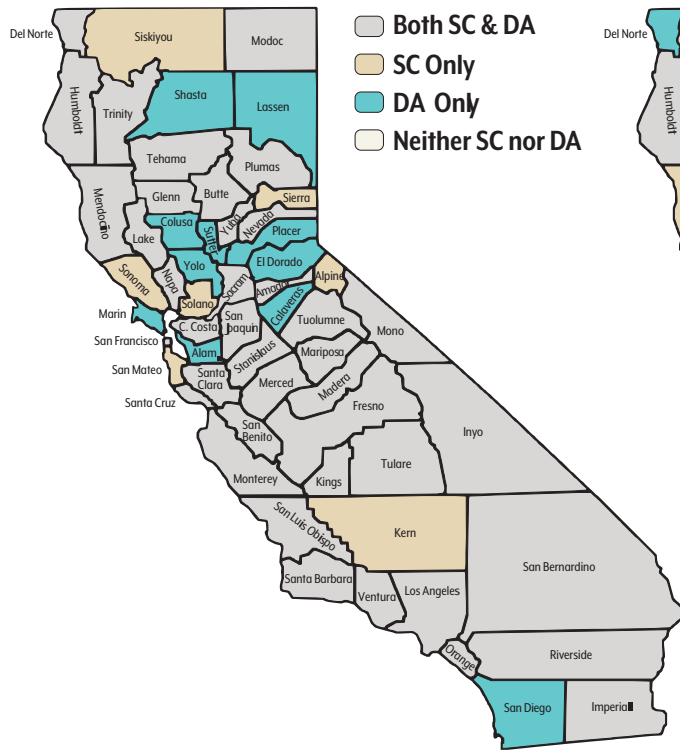 Both SC & DA
SC Only
DA Only
Neither SC nor DA
Del Norte
Siskiyou
Modoc
Humboldt
Trinity
Shasta
Lassen
Tehama
Plumas
Mendocino
Glenn
Butte
Sierra
Colusa
Lake
Sutter
Yuba
Nevada
Placer
Yolo
El Dorado
Sonoma
Napa
Solano
Sacram
Amador
Alpine
Calaveras
Marin
C. Costa
San
Joaquin
Tuolumne
Mono
San Francisco
Alam
Stanislaus
Mariposa
San Mateo
Santa
Clara
Merced
Madera
Santa Cruz
Fresno
San
Benito
Inyo
Monterey
Kings
Tulare
San Luis Obispo
Kern
Santa Barbara
Ventura
Los Angeles
San Bernardino
Orange
Riverside
San Diego
Imperial
Del Norte
Humboldt